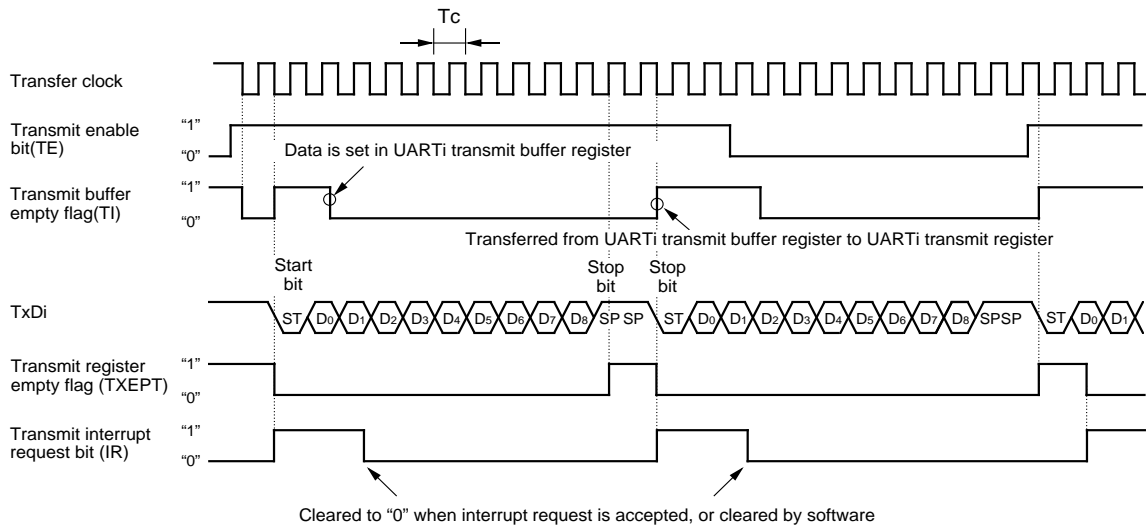 Tc
Transfer clock
Transmit enable
bit(TE)
“1”
“0”
Data is set in UARTi transmit buffer register
Transmit buffer
empty flag(TI)
“1”
“0”
Transferred from UARTi transmit buffer register to UARTi transmit register
Start
bit
Stop
bit
Stop
bit
TxDi
ST D0 D1 D2 D3 D4 D5 D6 D7 D8 SP SP ST D0 D1 D2 D3 D4 D5 D6 D7 D8 SPSP ST D0 D1
Transmit register
empty flag (TXEPT)
“1”
“0”
Transmit interrupt
request bit (IR)
“1”
“0”
Cleared to “0” when interrupt request is accepted, or cleared by software